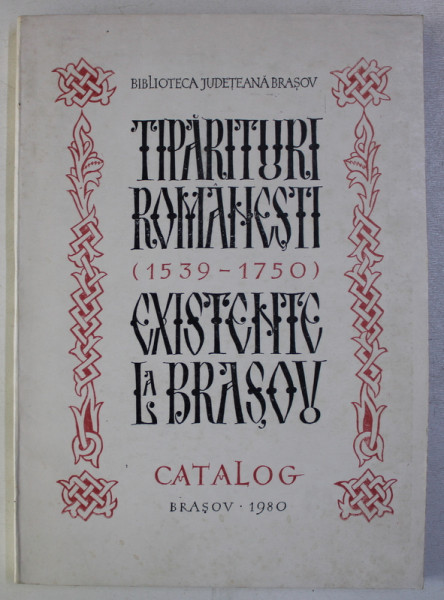 BIBLIOTECA JUDEȚEANĂ BRAȘOV
TIPĂRITURI
ROMÂNEȘTI
(1539 – 1750)
EXISTENTE
LA BRAȘOV
CATALOG
BRAȘOV · 1980